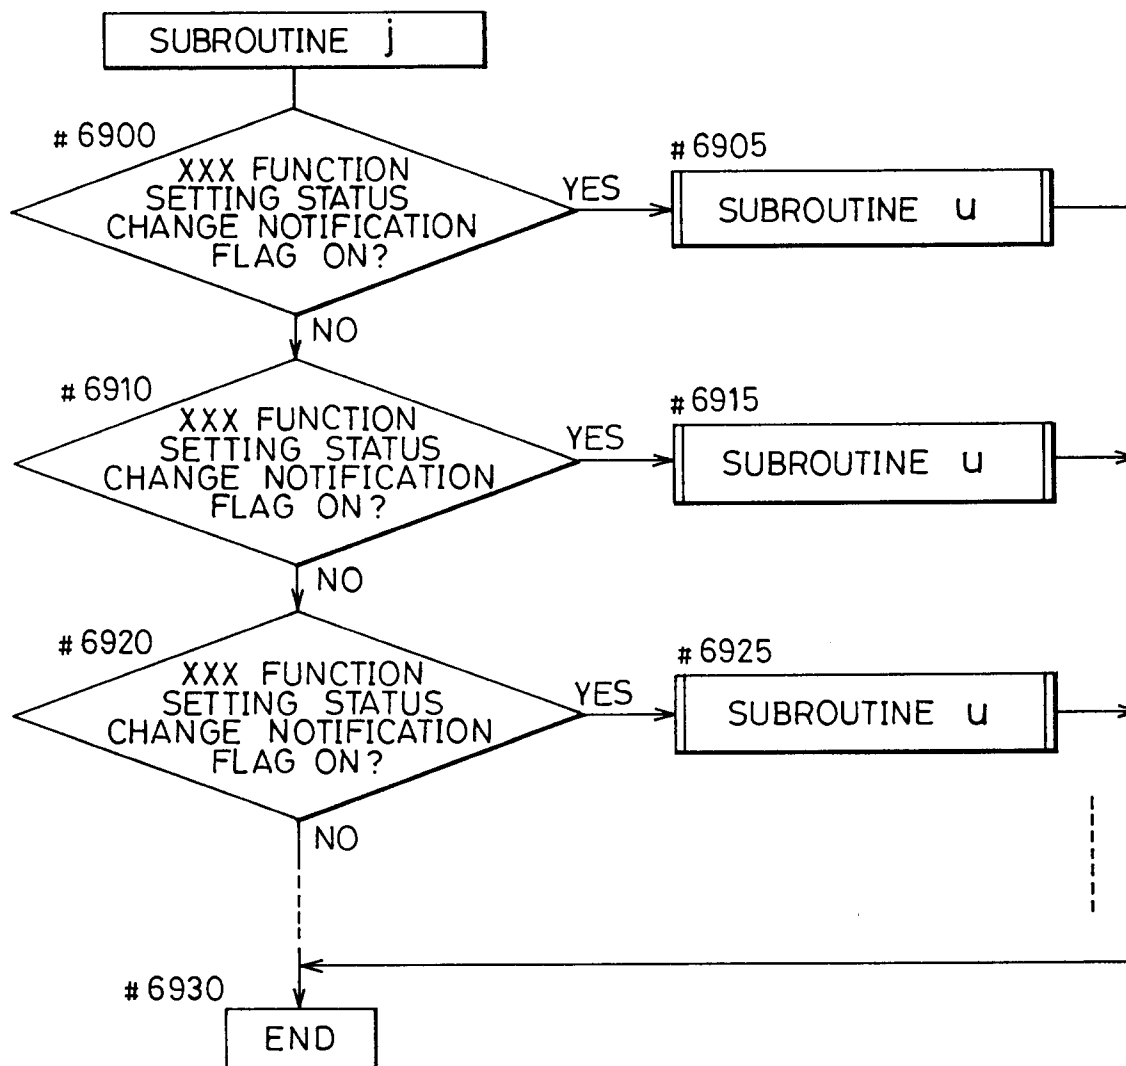 SUBROUTINE j
#6900
XXX FUNCTION
SETTING STATUS
CHANGE NOTIFICATION
FLAG ON?
YES
#6905
SUBROUTINE u
NO
#6910
XXX FUNCTION
SETTING STATUS
CHANGE NOTIFICATION
FLAG ON?
YES
#6915
SUBROUTINE u
NO
#6920
XXX FUNCTION
SETTING STATUS
CHANGE NOTIFICATION
FLAG ON?
YES
#6925
SUBROUTINE u
NO
#6930
END